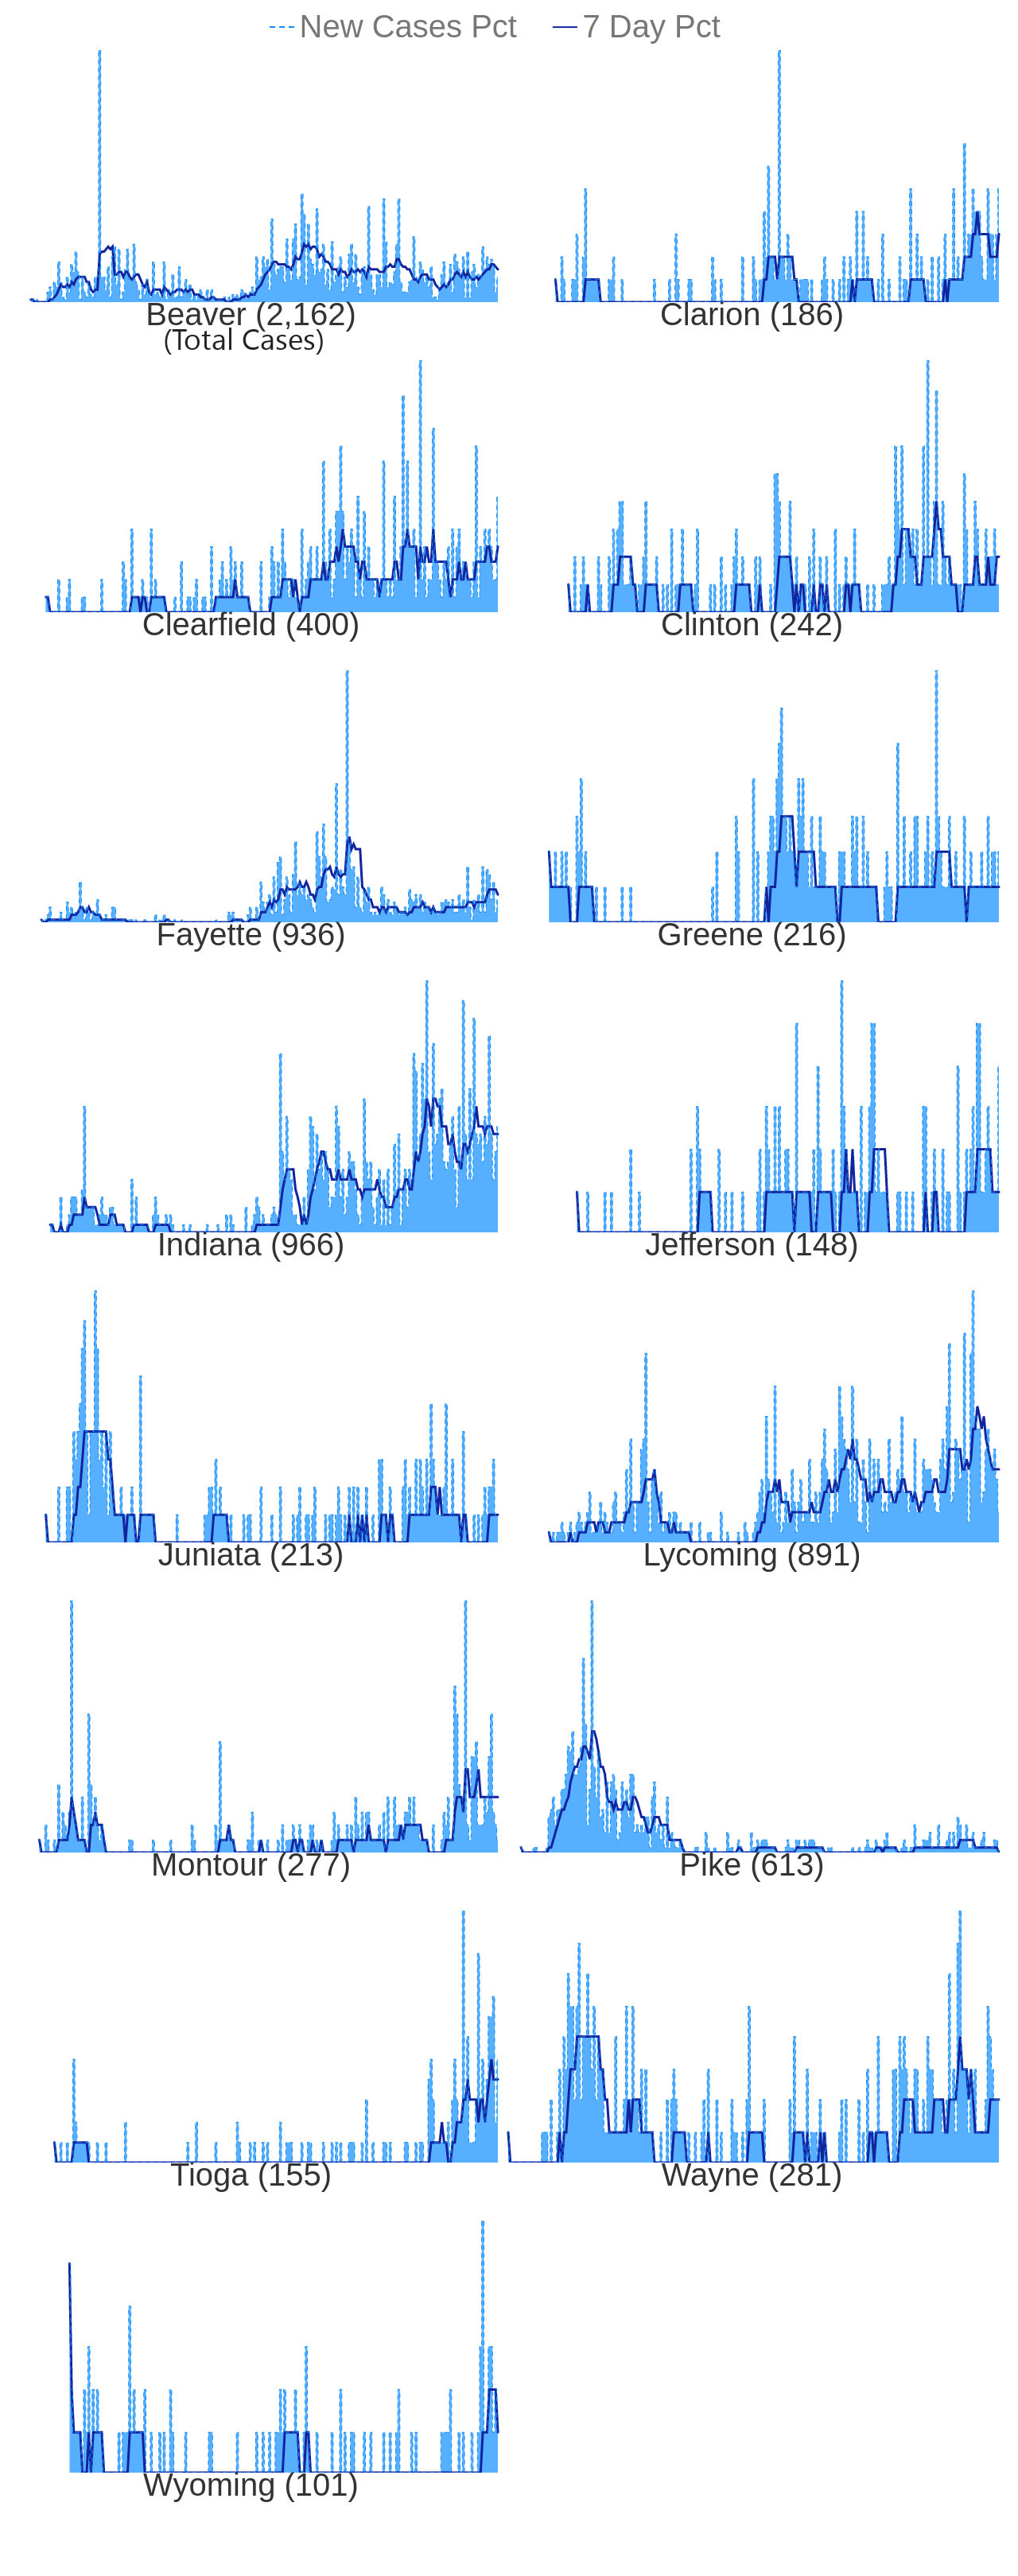 New Cases Pct 7 Day Pct
Beaver (2,162) Clarion (186)
(Total Cases)
Clearfield (400) Clinton (242)
Fayette (936) Greene (216)
Indiana (966) Jefferson (148)
Juniata (213) Lycoming (891)
Montour (277) Pike (613)
Tioga (155) Wayne (281)
Wyoming (101)